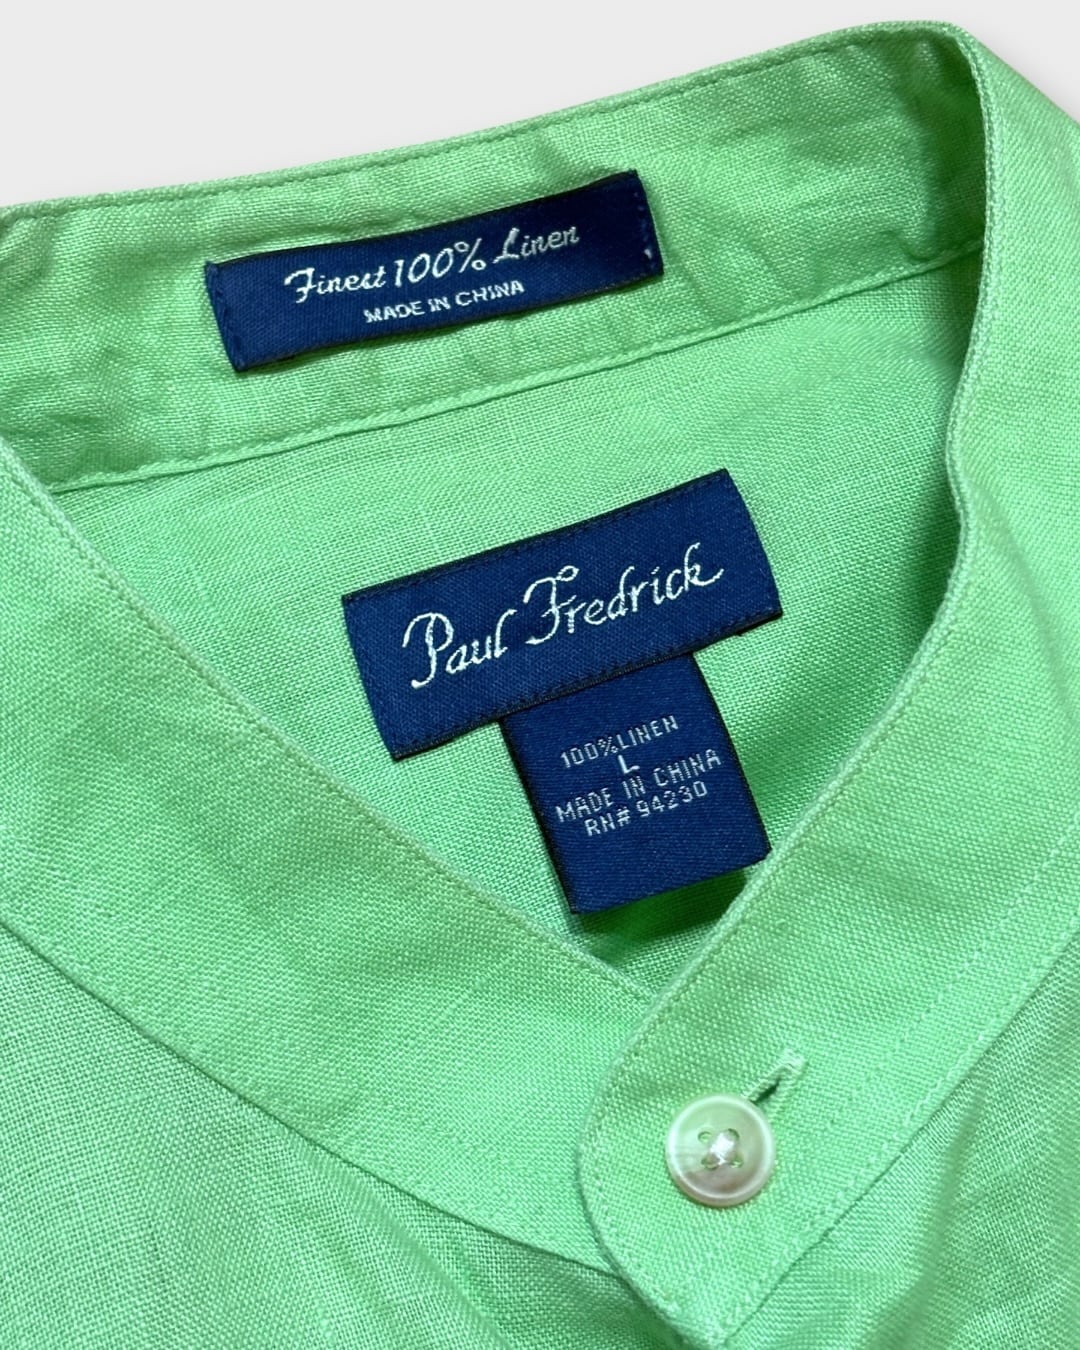 Finest 100% Linen
MADE IN CHINA
Paul Fredrick
100%LINEN
L
MADE IN CHINA
RN# 94230